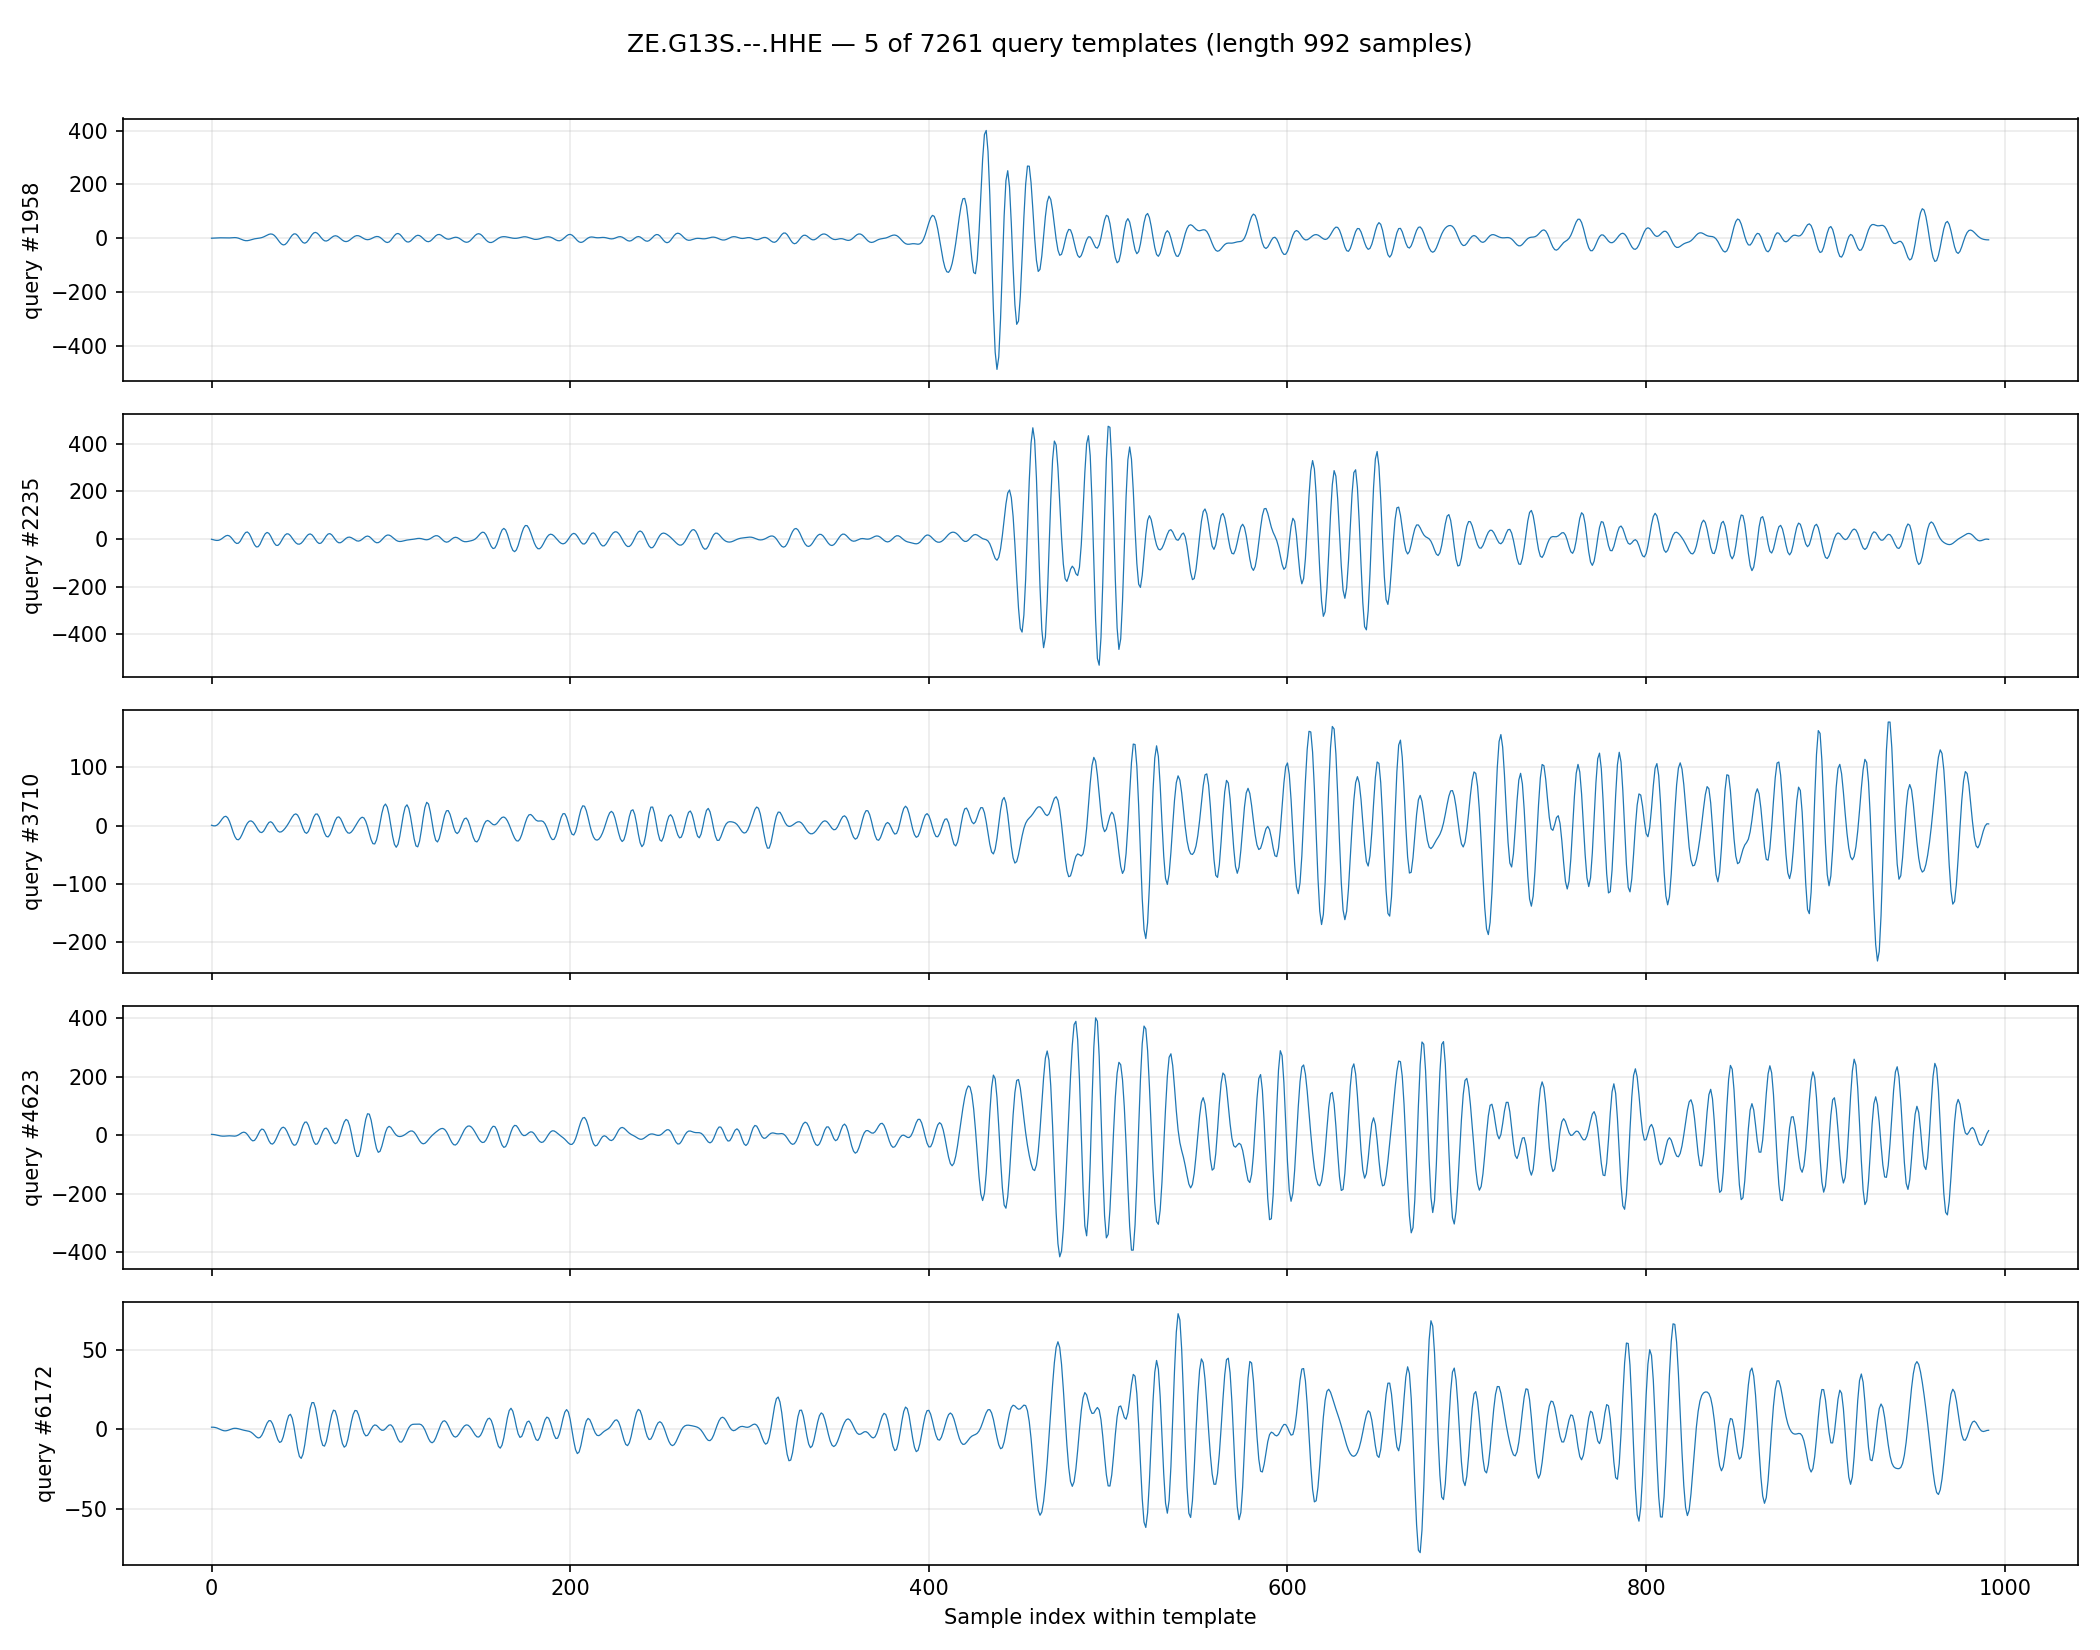 ZE.G13S.--.HHE — 5 of 7261 query templates (length 992 samples)
400
200
0
−200
−400
query #1958
400
200
0
−200
−400
query #2235
100
0
−100
−200
query #3710
400
200
0
−200
−400
query #4623
50
0
−50
query #6172
0 200 400 600 800 1000
Sample index within template